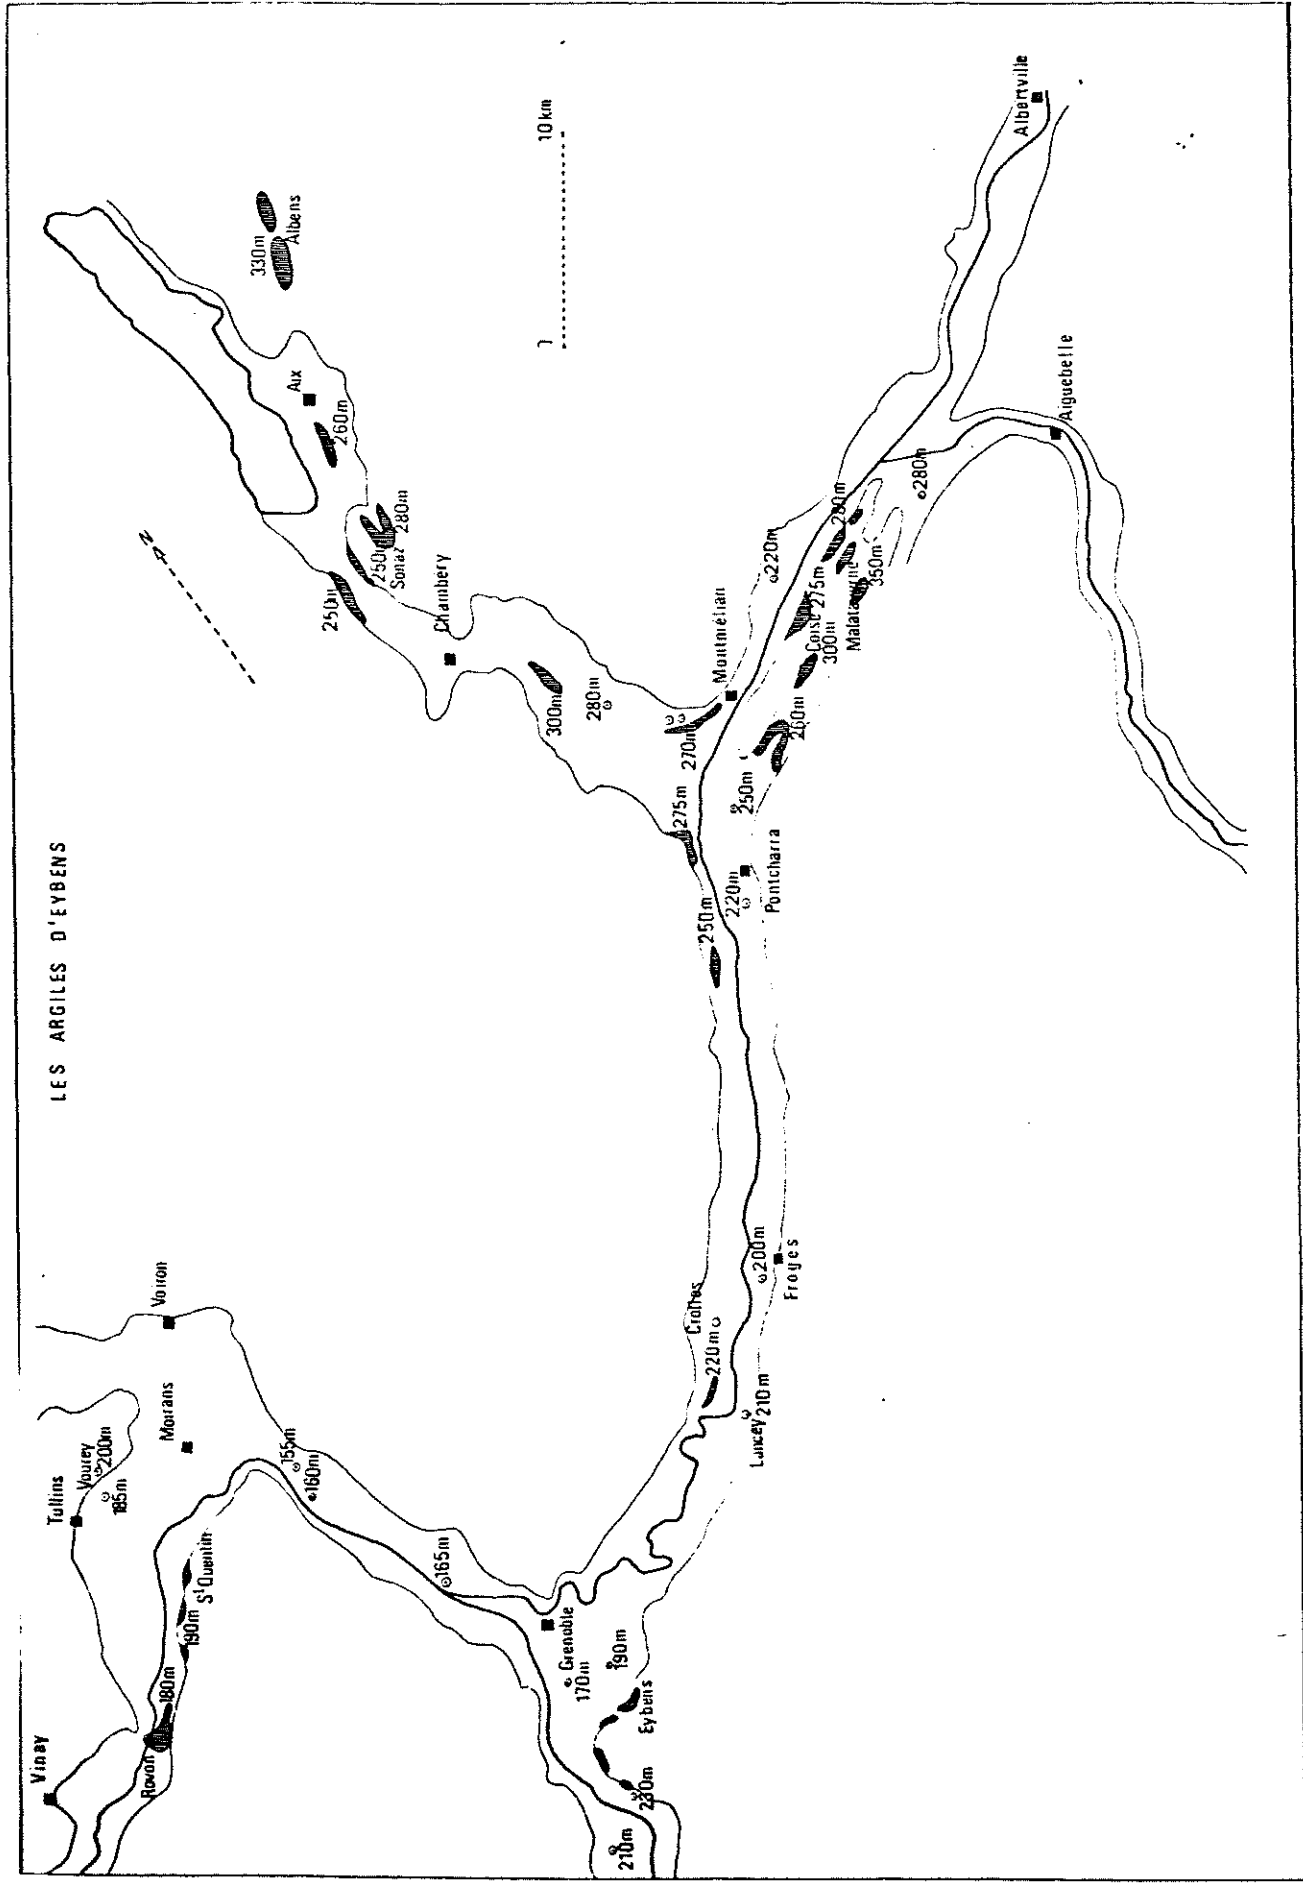 LES ARGILES D'EYBENS
Vinay
Tullins
Vourey
200m
185m
Moirans
Voiron
Rovon
180m
190m
St Quentin
155m
160m
165m
Grenoble
170m
190m
Eybens
230m
210m
Lancey
210m
220m
Crolles
200m
Froges
250m
220m
Pontcharra
275m
250m
270m
Montmélian
260m
220m
Coise
300m
275m
280m
350m
280m
Aiguebelle
Albertville
280m
300m
Chambery
250m
250m
Sonaz
280m
260m
Aix
330m
Albens
N
10 km